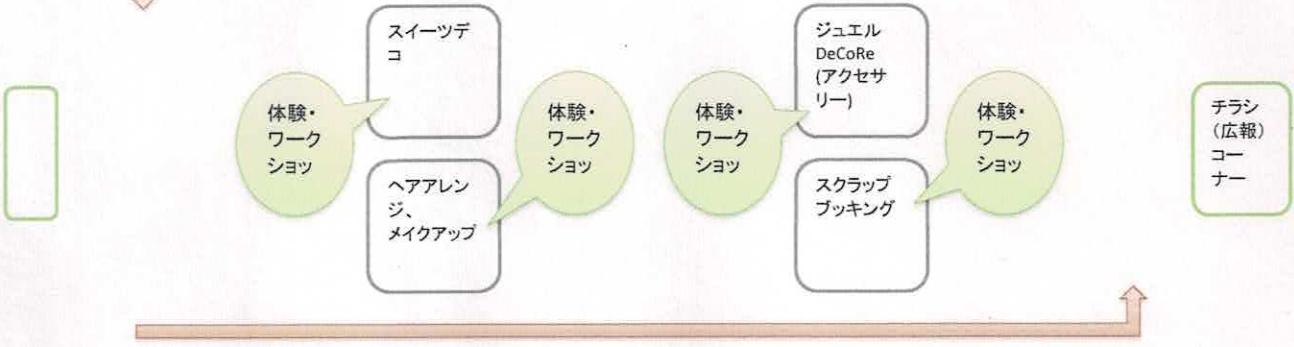 スイーツデ
コ
体験・
ワーク
ショッ
ヘアアレン
ジ、
メイクアップ
体験・
ワーク
ショッ
ジュエル
DeCoRe
(アクセサ
リー)
体験・
ワーク
ショッ
スクラップ
ブッキング
体験・
ワーク
ショッ
チラシ
(広報)
コー
ナー